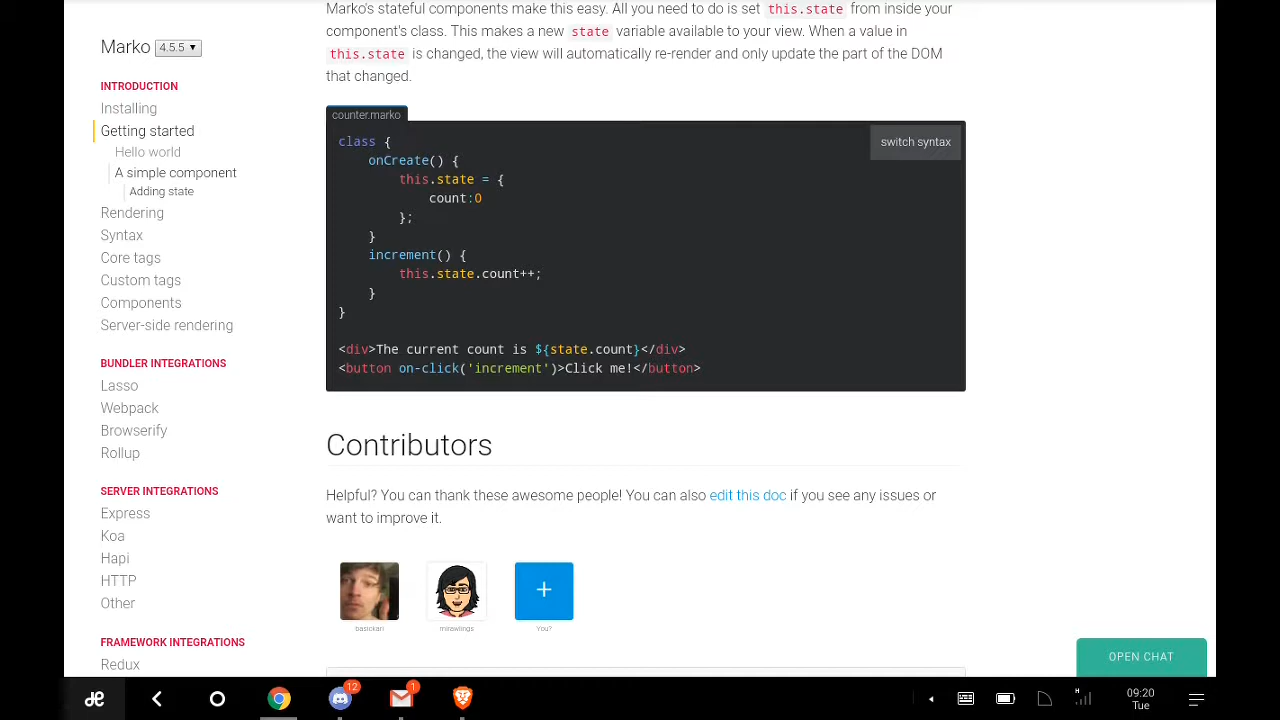 Marko 4.5.5 ▼
INTRODUCTION
Installing
Getting started
Hello world
A simple component
Adding state
Rendering
Syntax
Core tags
Custom tags
Components
Server-side rendering
BUNDLER INTEGRATIONS
Lasso
Webpack
Browserify
Rollup
SERVER INTEGRATIONS
Express
Koa
Hapi
HTTP
Other
FRAMEWORK INTEGRATIONS
Redux
Marko's stateful components make this easy. All you need to do is set this.state from inside your
component's class. This makes a new state variable available to your view. When a value in
this.state is changed, the view will automatically re-render and only update the part of the DOM
that changed.
counter.marko
switch syntax
class {
    onCreate() {
        this.state = {
            count:0
        };
    }
    increment() {
        this.state.count++;
    }
}
<div>The current count is ${state.count}</div>
<button on-click('increment')>Click me!</button>
Contributors
Helpful? You can thank these awesome people! You can also edit this doc if you see any issues or
want to improve it.
basickarl
mlrawlings
You?
OPEN CHAT
12
1
H
09:20
Tue